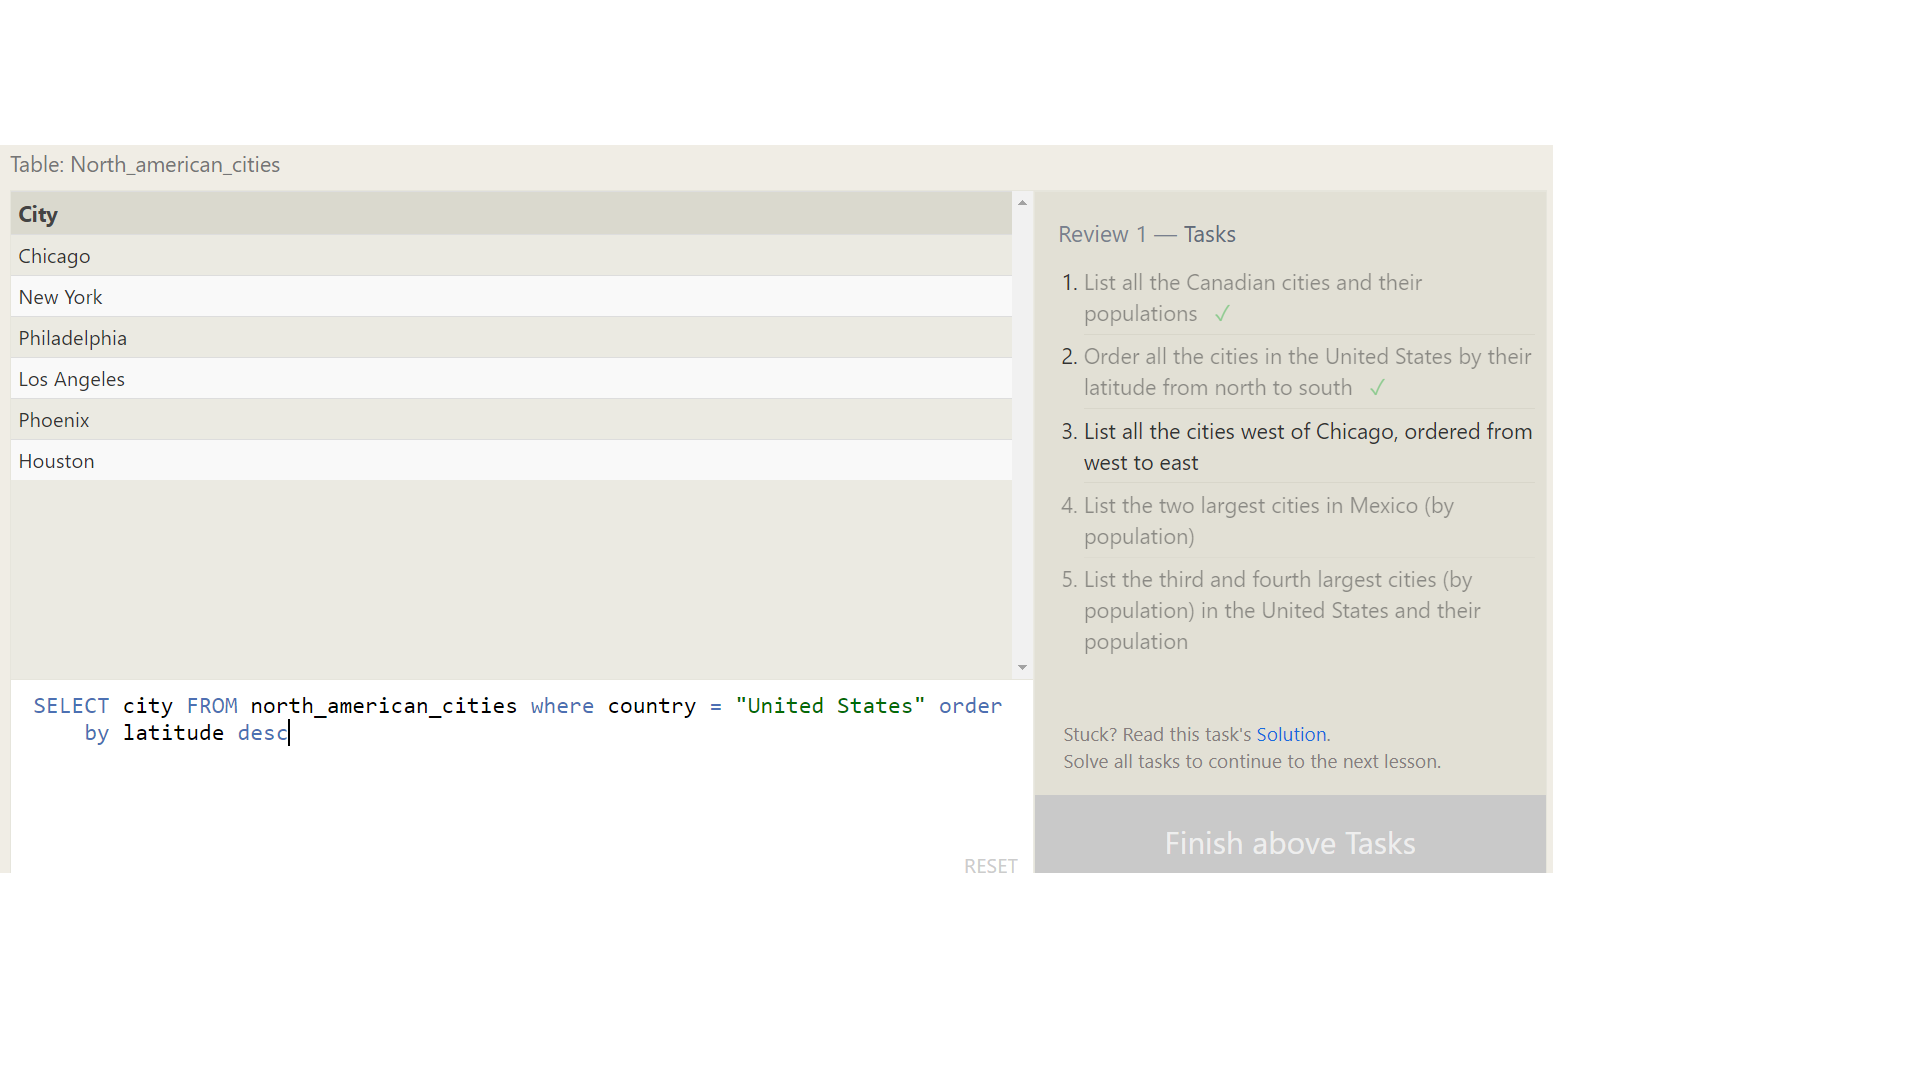 Table: North_american_cities
City
Chicago
New York
Philadelphia
Los Angeles
Phoenix
Houston
SELECT city FROM north_american_cities where country = "United States" order
by latitude desc
RESET
Review 1 — Tasks
1. List all the Canadian cities and their
populations ✓
2. Order all the cities in the United States by their
latitude from north to south ✓
3. List all the cities west of Chicago, ordered from
west to east
4. List the two largest cities in Mexico (by
population)
5. List the third and fourth largest cities (by
population) in the United States and their
population
Stuck? Read this task's Solution.
Solve all tasks to continue to the next lesson.
Finish above Tasks